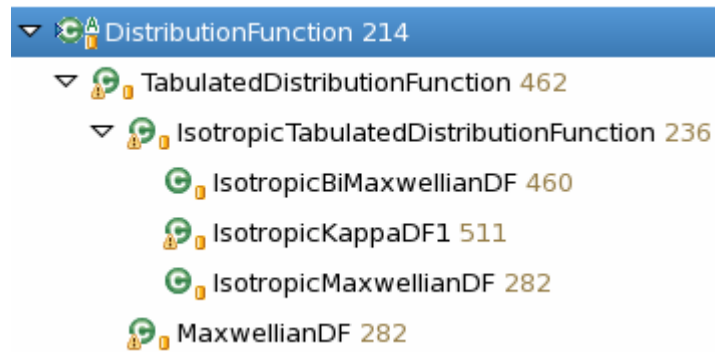 DistributionFunction 214
TabulatedDistributionFunction 462
IsotropicTabulatedDistributionFunction 236
IsotropicBiMaxwellianDF 460
IsotropicKappaDF1 511
IsotropicMaxwellianDF 282
MaxwellianDF 282